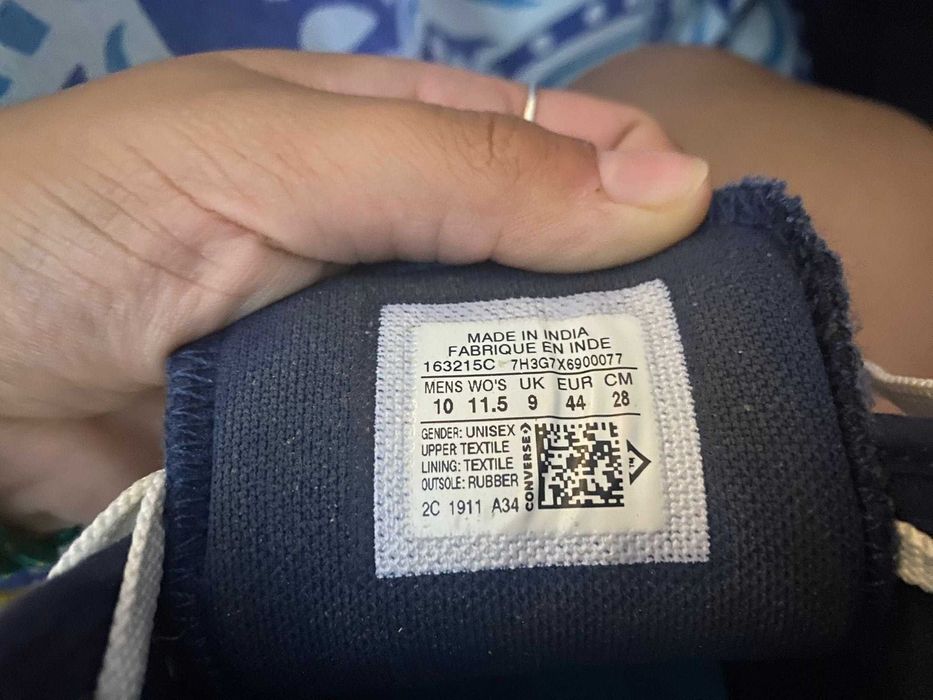 MADE IN INDIA
FABRIQUE EN INDE
163215C 7H3G7X6900077
MENS WO'S UK EUR CM
10 11.5 9 44 28
GENDER: UNISEX
UPPER TEXTILE
LINING: TEXTILE
OUTSOLE: RUBBER
2C 1911 A34
CONVERSE